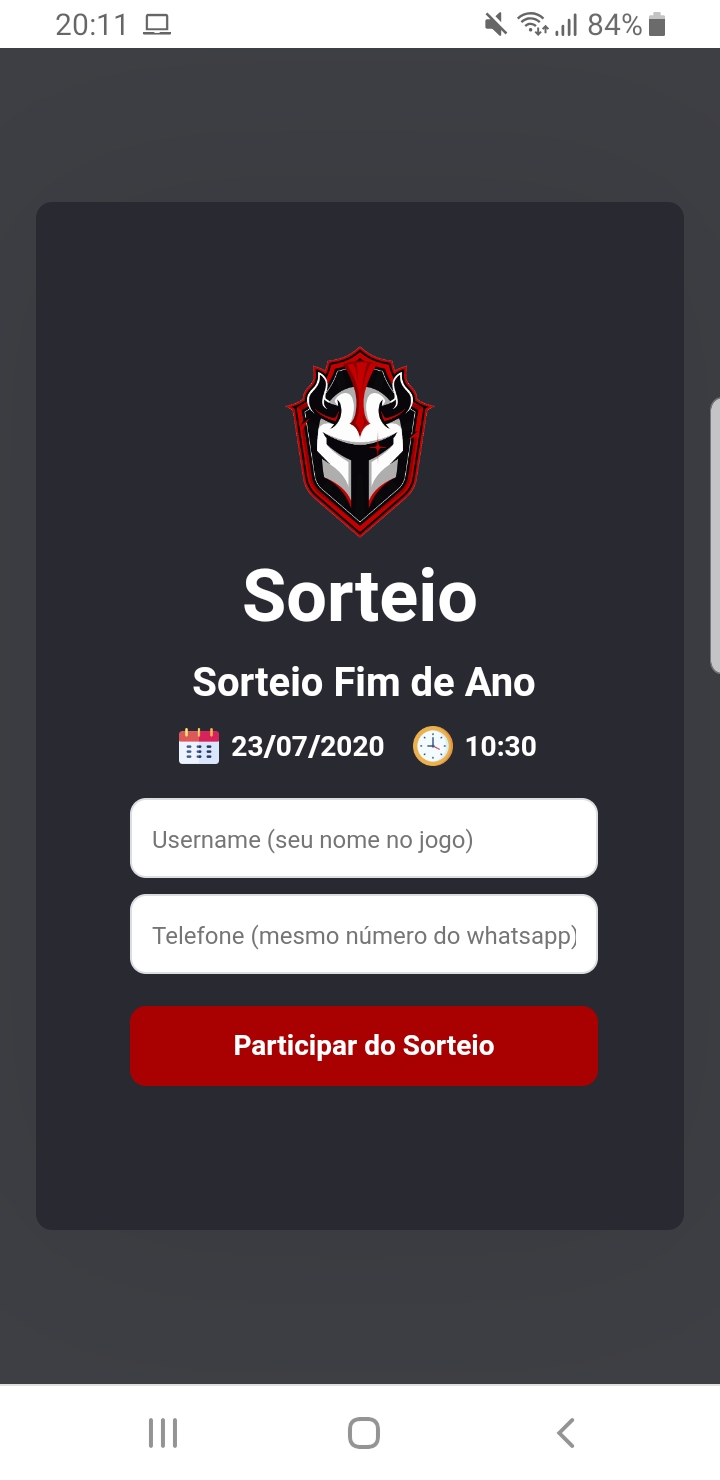 20:11 84%
Sorteio
Sorteio Fim de Ano
23/07/2020 10:30
Username (seu nome no jogo)
Telefone (mesmo número do whatsapp)
Participar do Sorteio